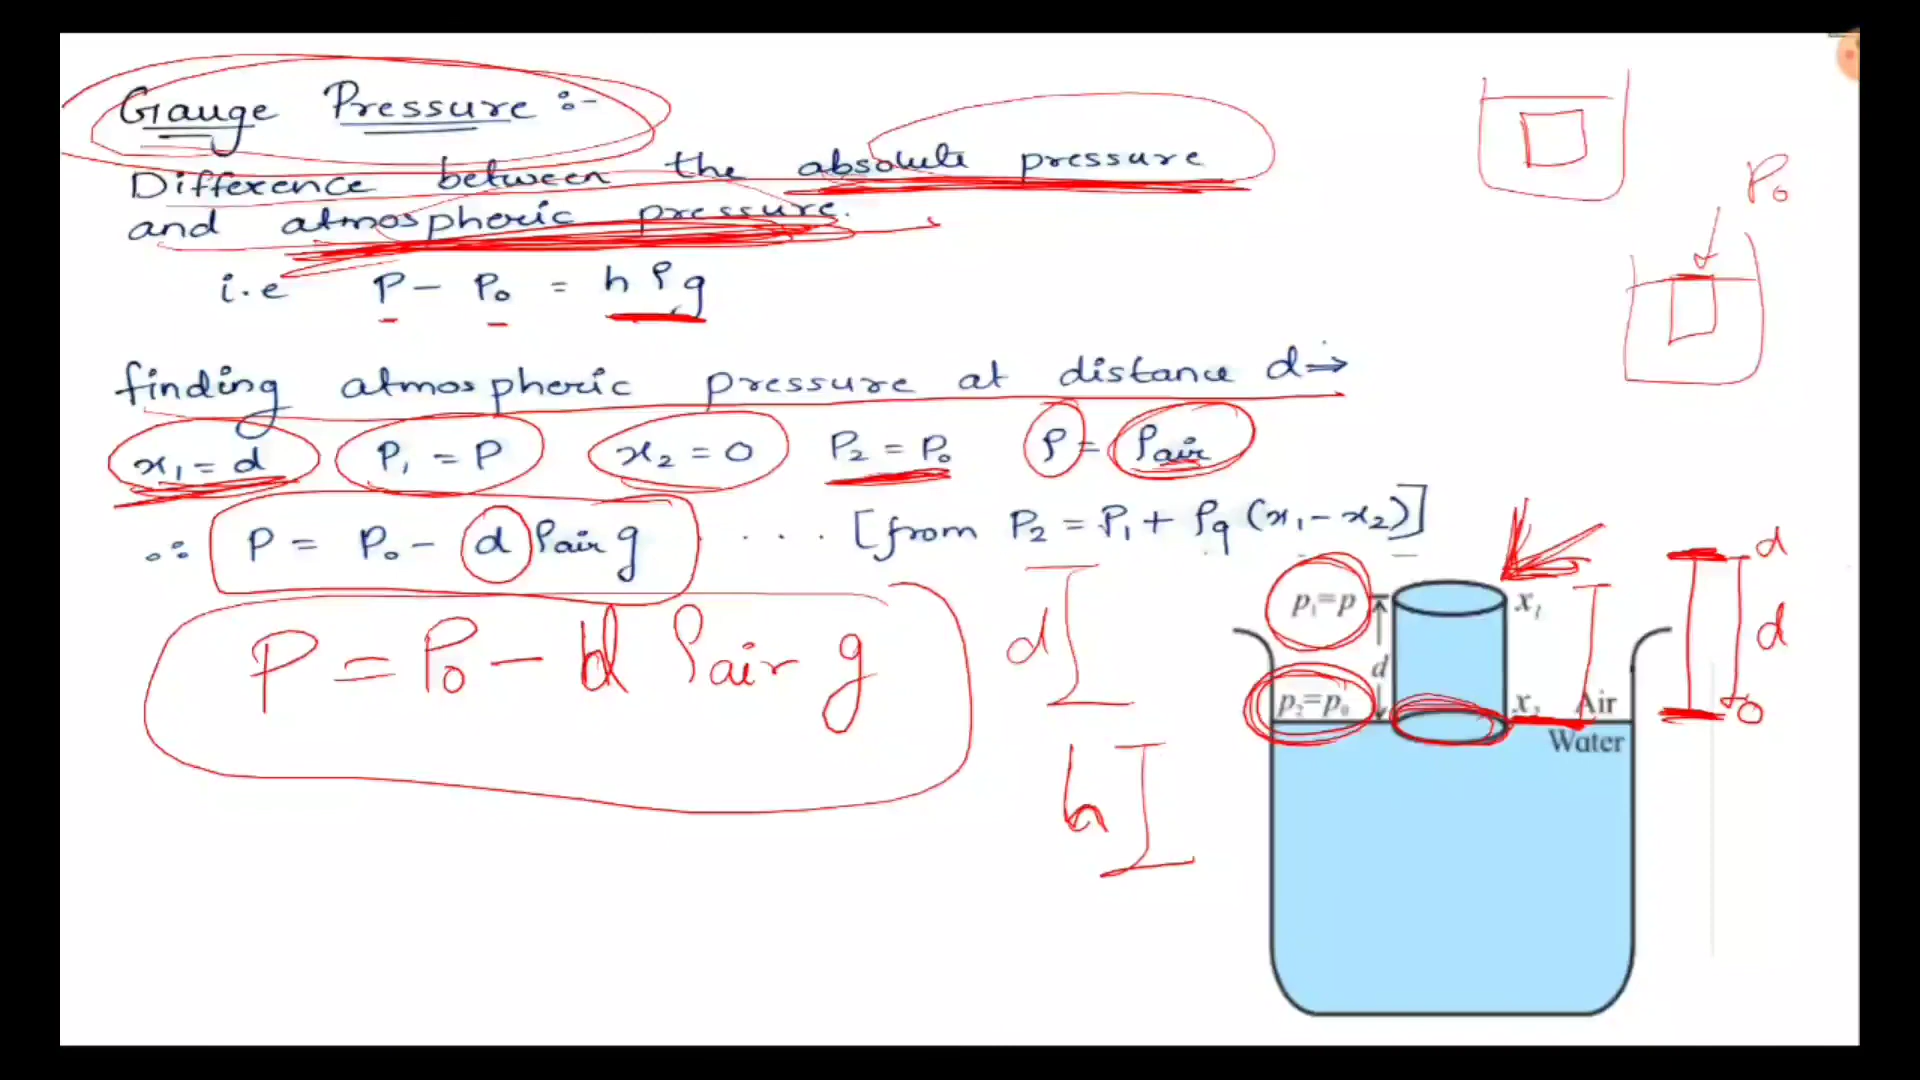 Gauge Pressure :-
Difference between the absolute pressure
and atmospheric pressure.
i.e P - P₀ = hρg
P₀
finding atmospheric pressure at distance d ⇒
x₁ = d P₁ = P x₂ = 0 P₂ = P₀ ρ = ρair
∴ P = P₀ - d ρair g .... [from P₂ = P₁ + ρg (x₁ - x₂)]
P = P₀ - d ρair g
d
h
p₁=p
x₁
d
p₂=p₀
x₂
Air
Water
d
d
0